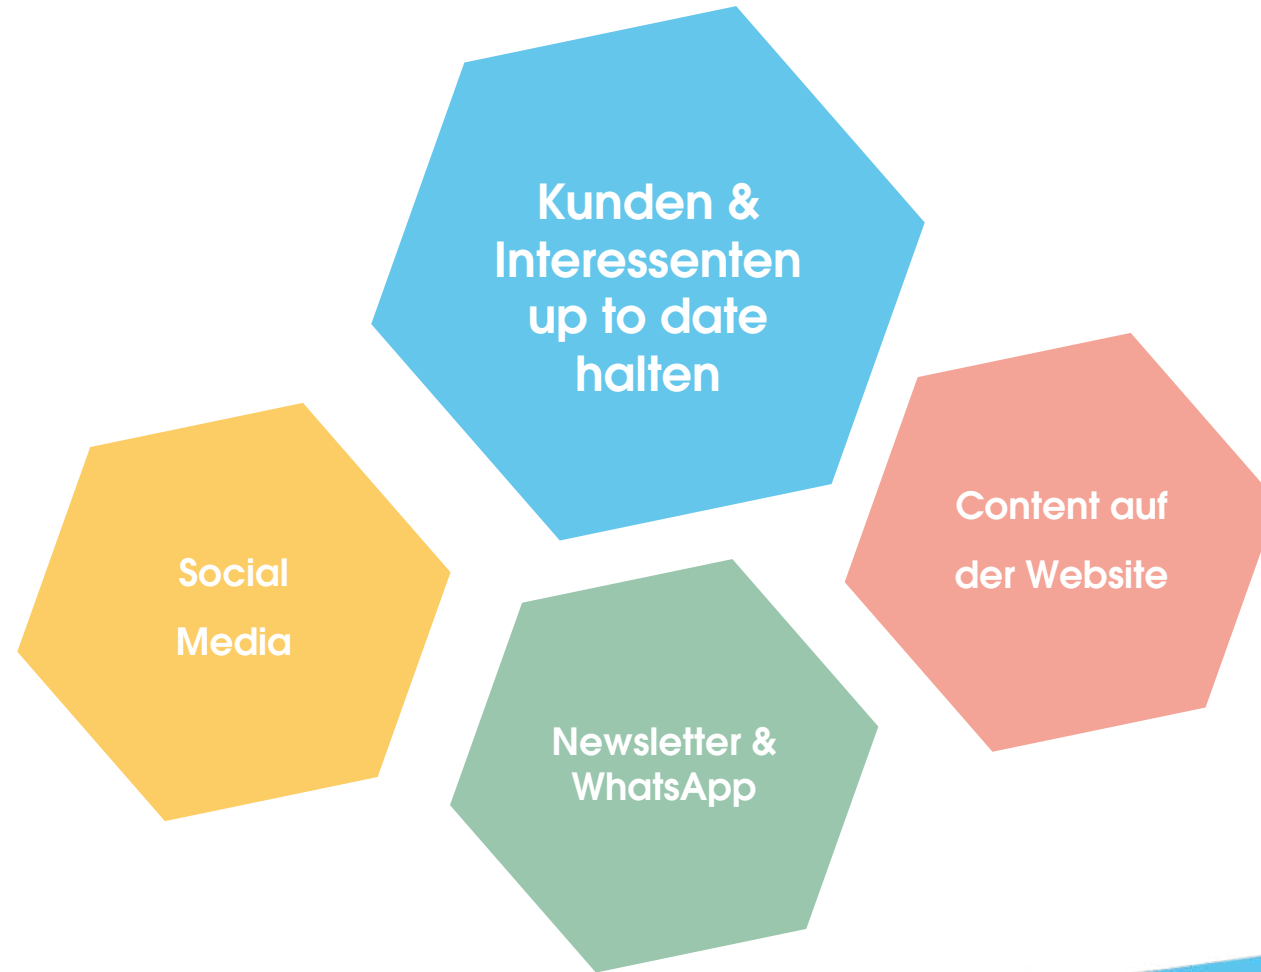 Kunden &
Interessenten
up to date
halten
Social
Media
Newsletter &
WhatsApp
Content auf
der Website